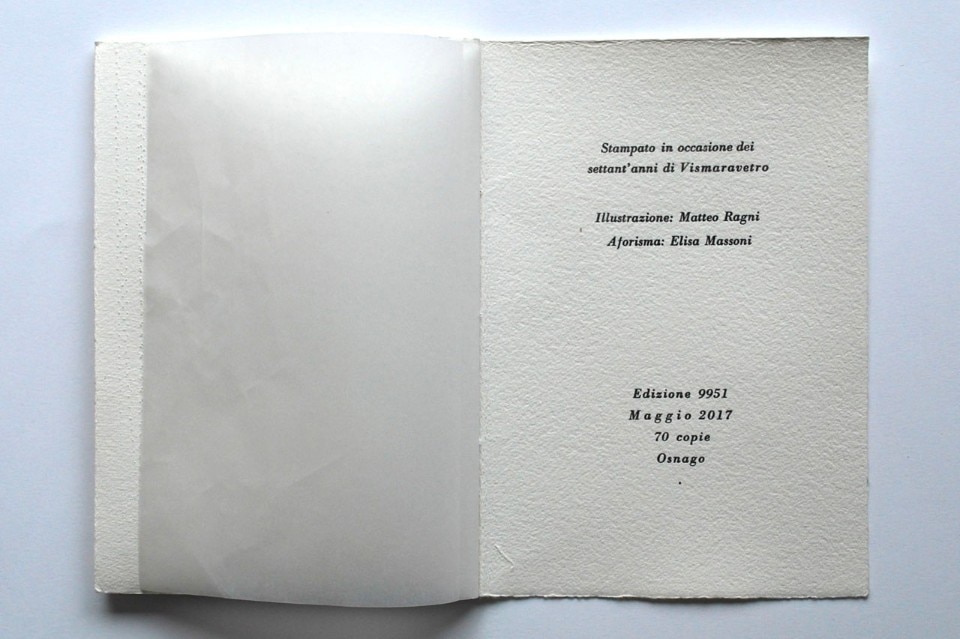 Stampato in occasione dei
settant'anni di Vismaravetro
Illustrazione: Matteo Ragni
Aforisma: Elisa Massoni
Edizione 9951
Maggio 2017
70 copie
Osnago
.